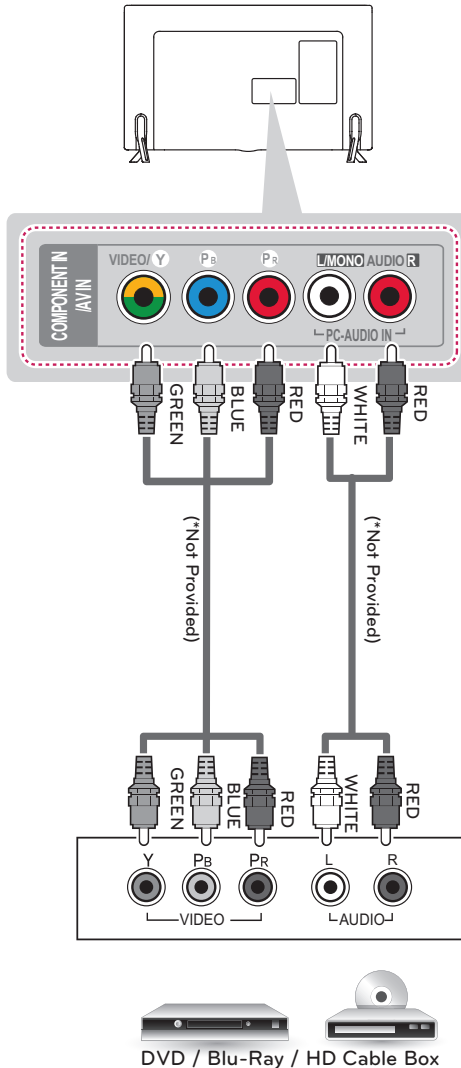 COMPONENT IN
/AV IN
VIDEO/ Y PB PR L/MONO AUDIO R
PC-AUDIO IN
GREEN BLUE RED WHITE RED
(*Not Provided) (*Not Provided)
GREEN BLUE RED WHITE RED
Y PB PR L R
VIDEO AUDIO
DVD / Blu-Ray / HD Cable Box